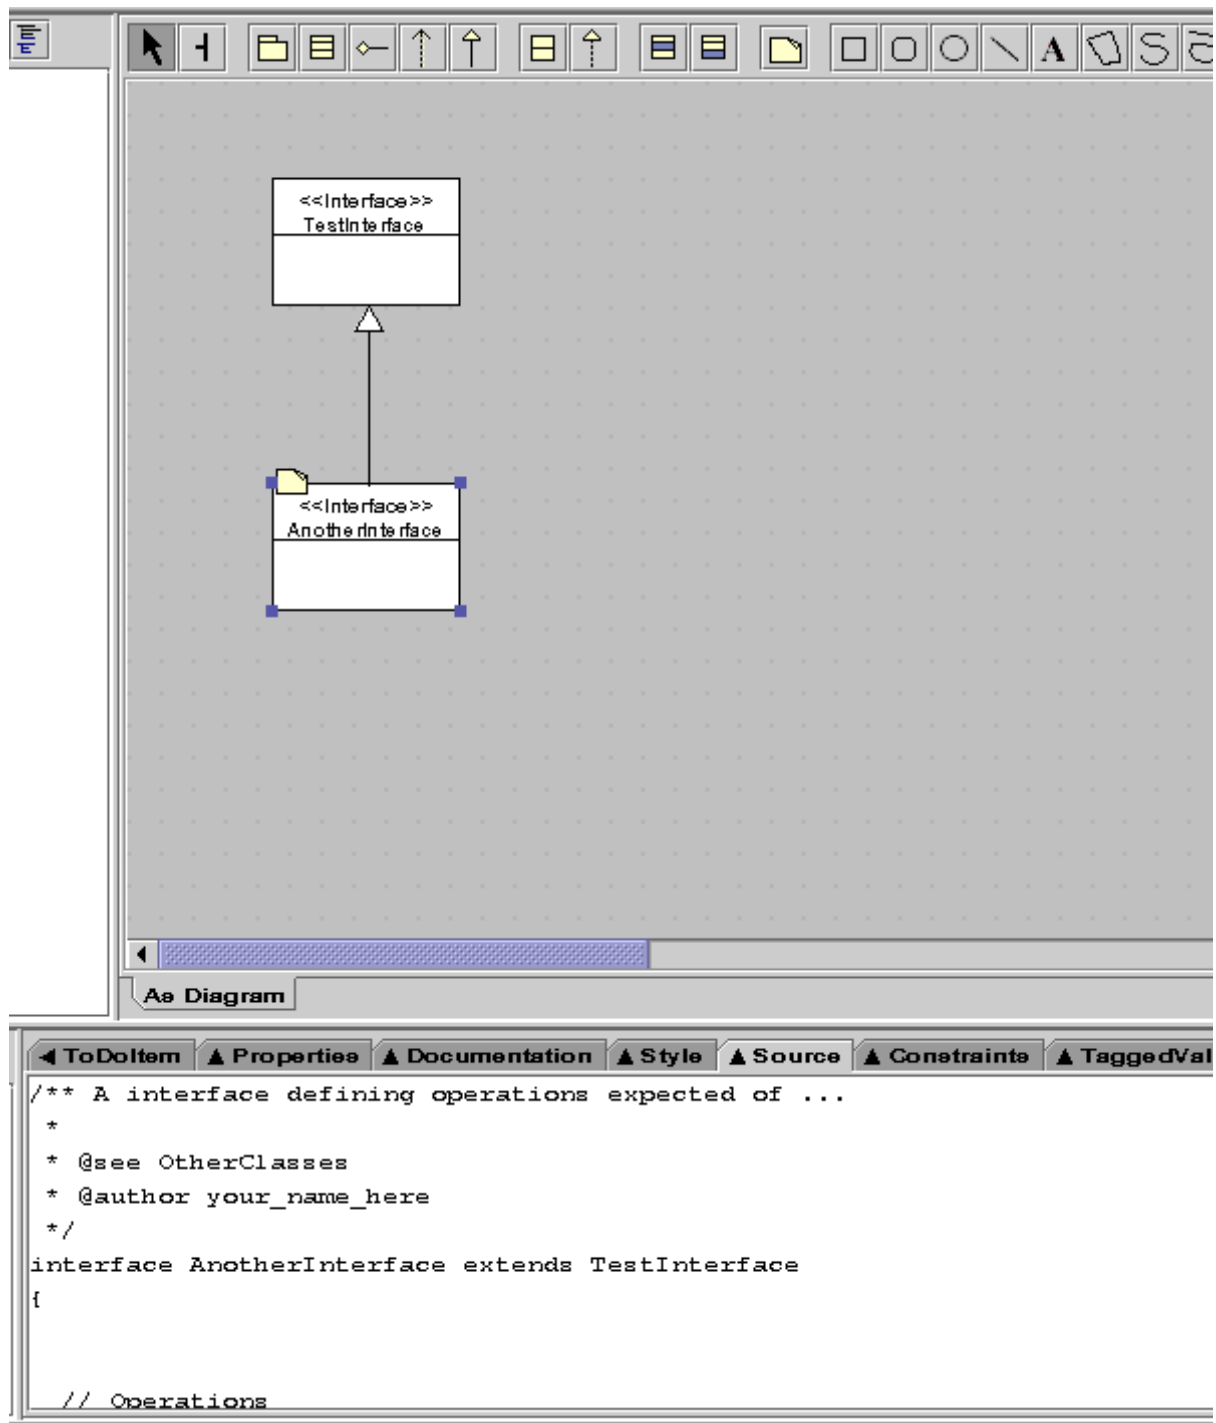 A
<<Interface>>
TestInterface
<<Interface>>
AnotherInterface
As Diagram
ToDoItem Properties Documentation Style Source Constraints TaggedVal
/** A interface defining operations expected of ...
*
* @see OtherClasses
* @author your_name_here
*/
interface AnotherInterface extends TestInterface
{
// Operations